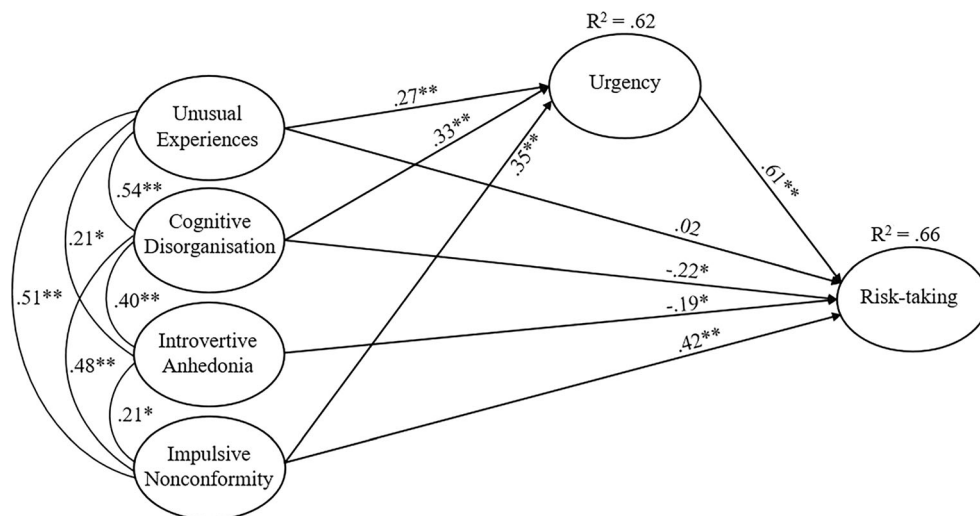 R² = .62
Urgency
Unusual
Experiences
.27**
.33**
.35**
.61**
.54**
.02
Cognitive
Disorganisation
.21*
R² = .66
-.22*
Risk-taking
.51**
.40**
-.19*
Introvertive
Anhedonia
.42**
.48**
.21*
Impulsive
Nonconformity